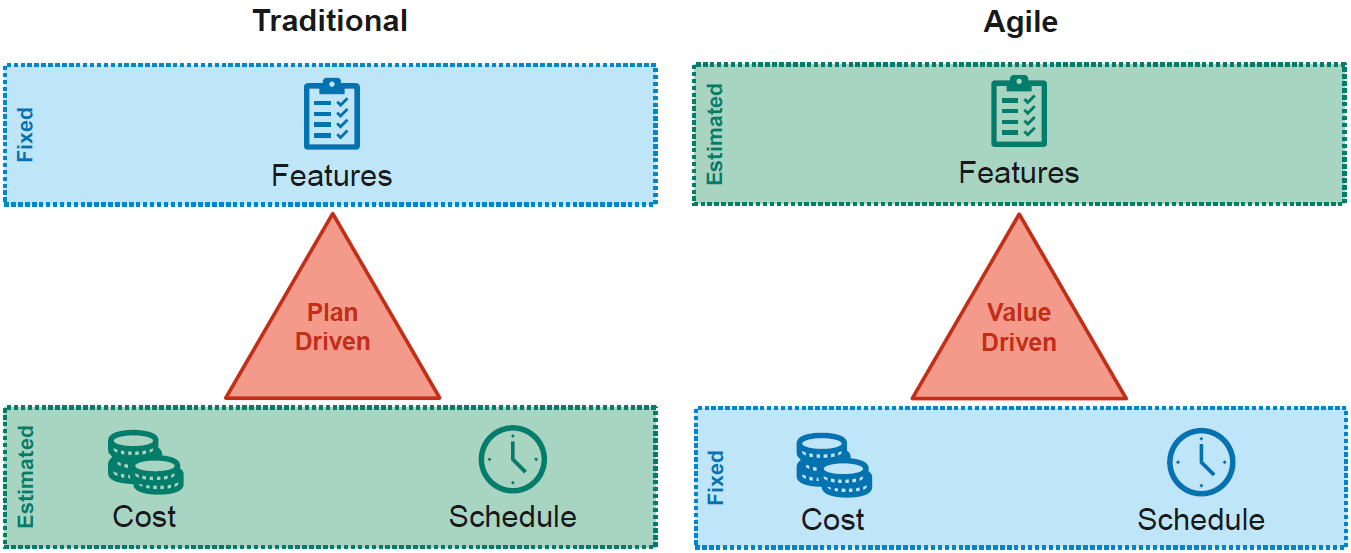 Traditional
Fixed
Features
Plan
Driven
Estimated
Cost
Schedule
Agile
Estimated
Features
Value
Driven
Fixed
Cost
Schedule